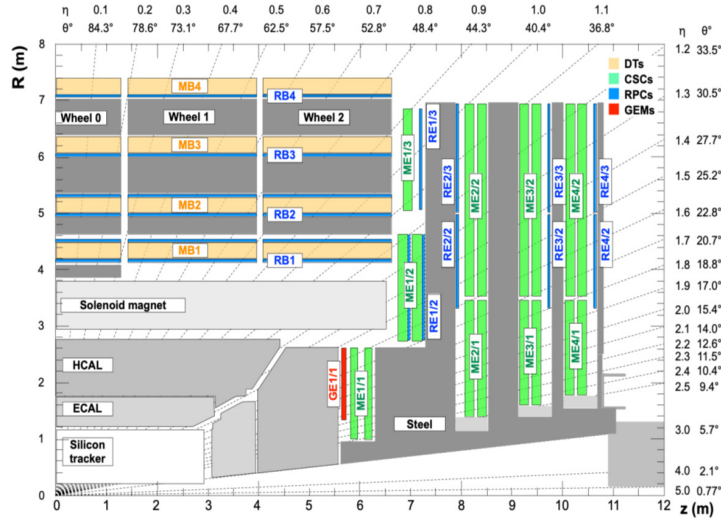 η 0.1 0.2 0.3 0.4 0.5 0.6 0.7 0.8 0.9 1.0 1.1
θ° 84.3° 78.6° 73.1° 67.7° 62.5° 57.5° 52.8° 48.4° 44.3° 40.4° 36.8° η θ°
R (m)
8
7
6
5
4
3
2
1
0
1.2 33.5°
1.3 30.5°
1.4 27.7°
1.5 25.2°
1.6 22.8°
1.7 20.7°
1.8 18.8°
1.9 17.0°
2.0 15.4°
2.1 14.0°
2.2 12.6°
2.3 11.5°
2.4 10.4°
2.5 9.4°
3.0 5.7°
4.0 2.1°
5.0 0.77°
DTs
CSCs
RPCs
GEMs
MB4
RB4
Wheel 0
Wheel 1
Wheel 2
MB3
RB3
MB2
RB2
MB1
RB1
Solenoid magnet
HCAL
ECAL
Silicon
tracker
Steel
GE1/1
ME1/1
ME1/2
ME1/3
RE1/3
RE1/2
RE2/3
RE2/2
ME2/2
ME2/1
ME3/2
ME3/1
RE3/3
RE3/2
ME4/2
ME4/1
RE4/3
RE4/2
0 1 2 3 4 5 6 7 8 9 10 11 12
z (m)